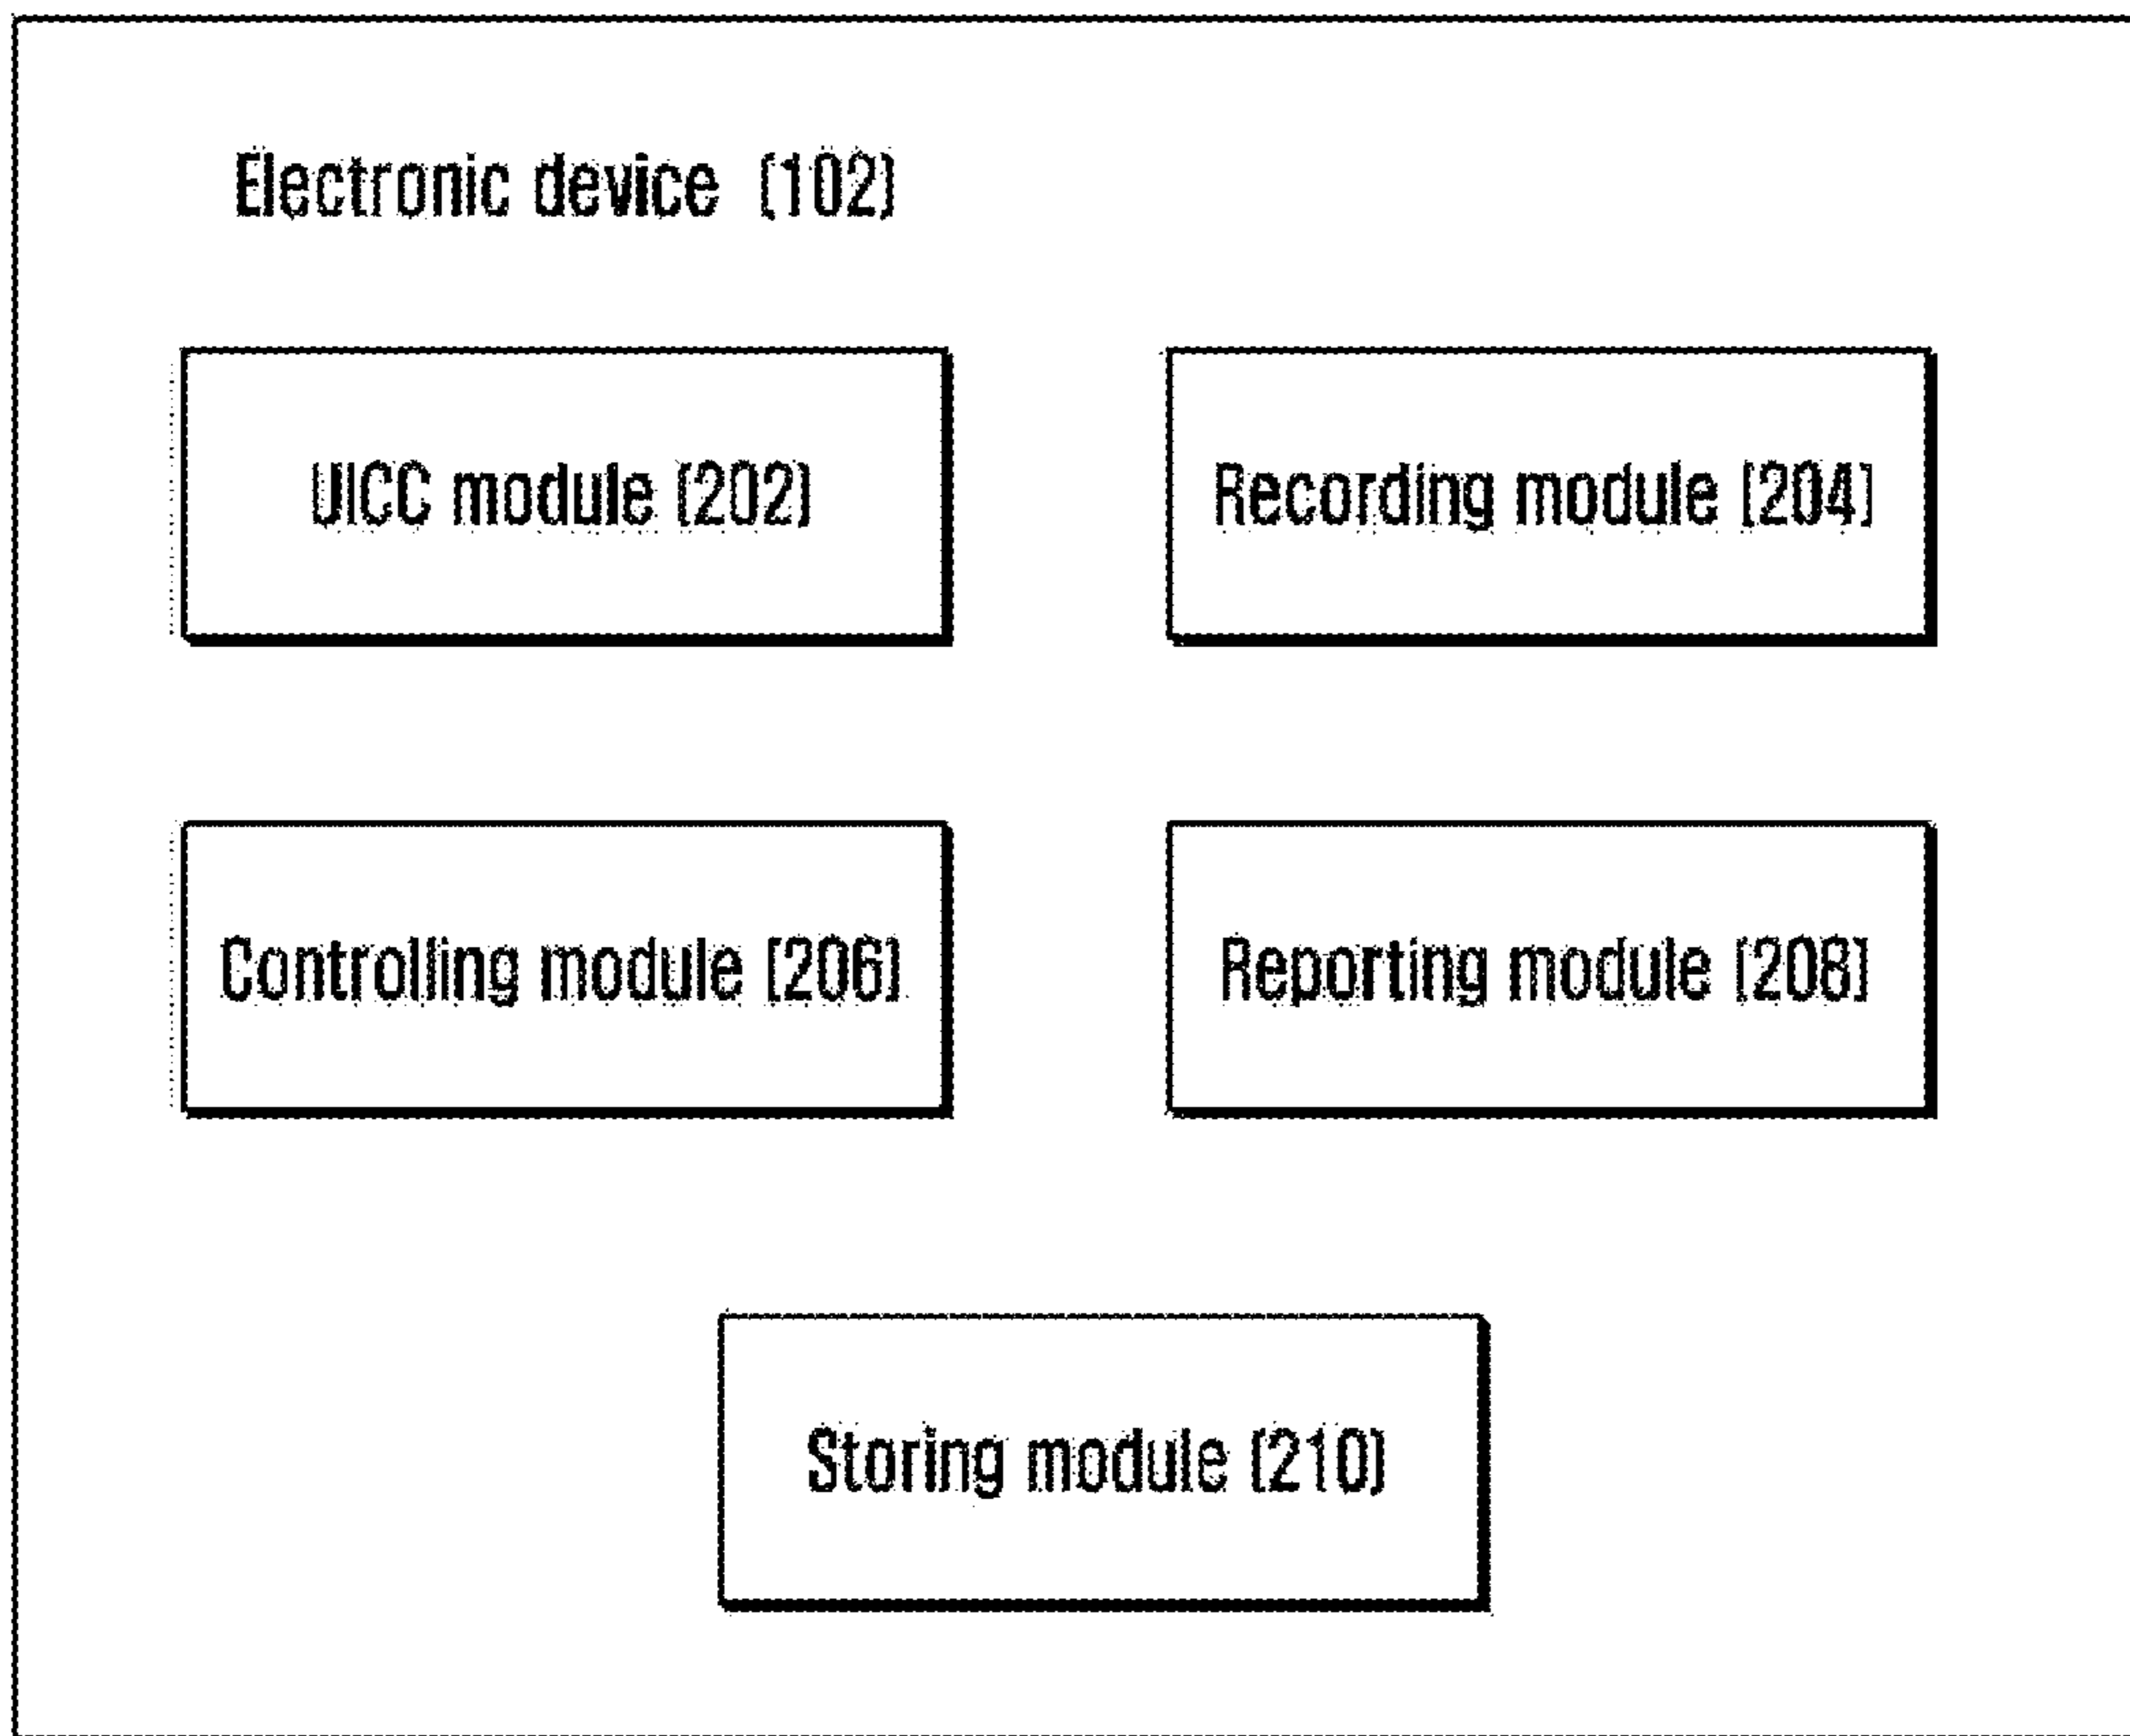 Electronic device (102)
UICC module (202)
Recording module (204)
Controlling module (206)
Reporting module (208)
Storing module (210)